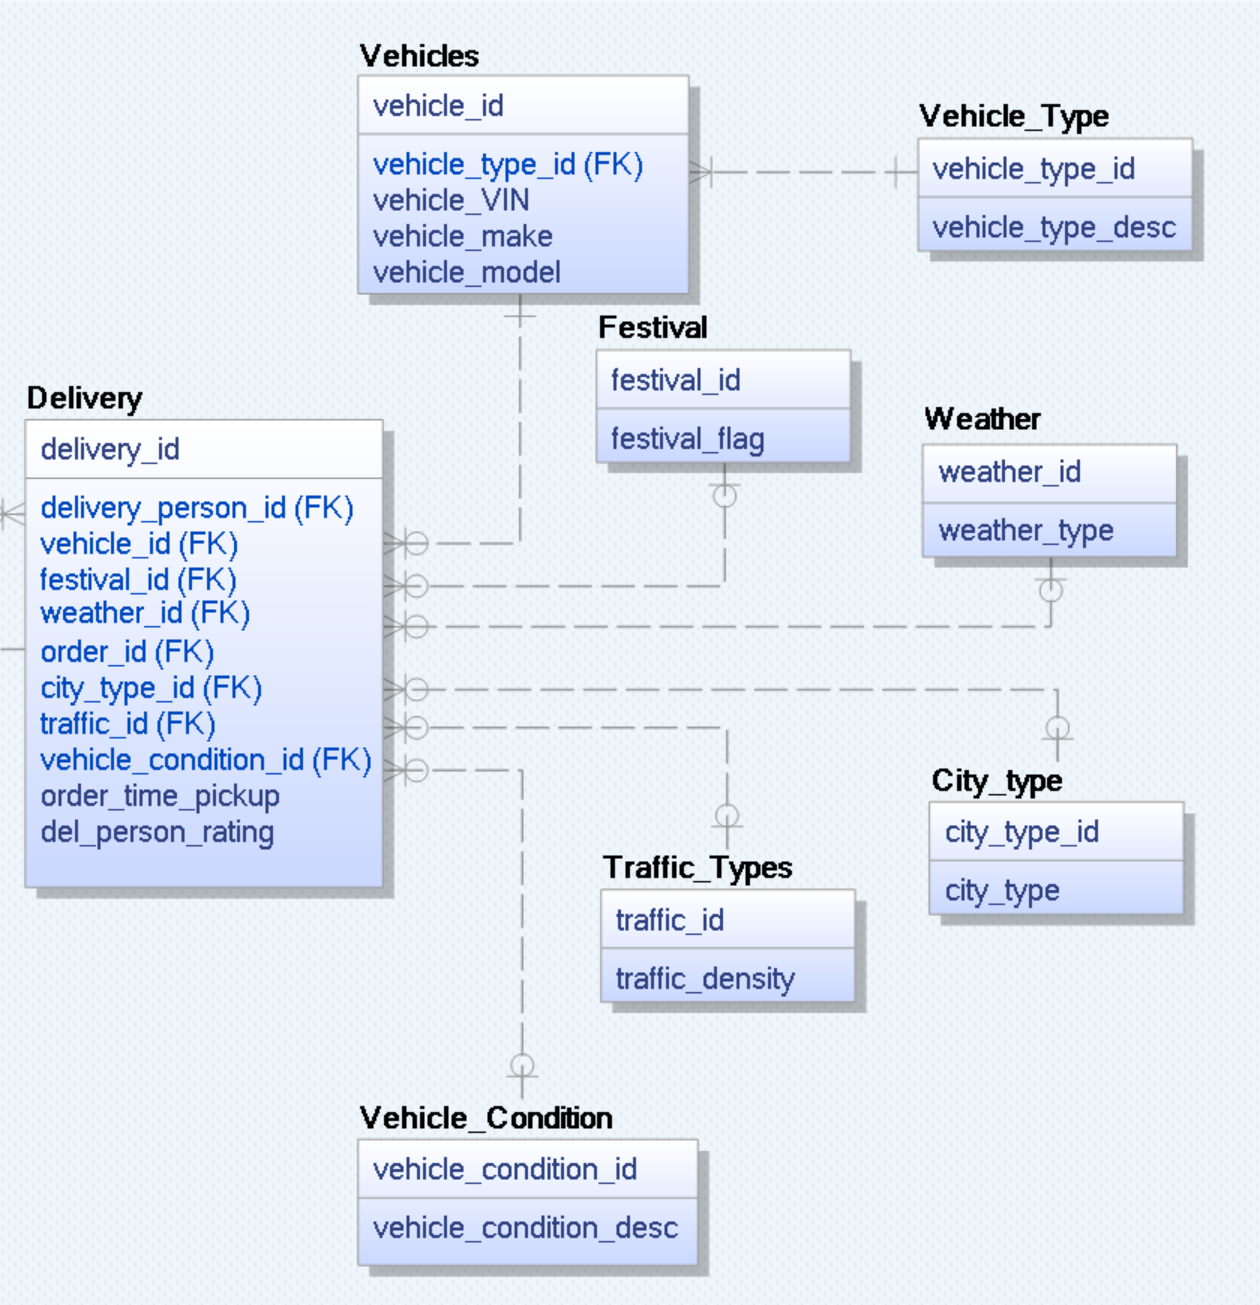 Vehicles
vehicle_id
vehicle_type_id (FK)
vehicle_VIN
vehicle_make
vehicle_model
Vehicle_Type
vehicle_type_id
vehicle_type_desc
Festival
festival_id
festival_flag
Weather
weather_id
weather_type
Delivery
delivery_id
delivery_person_id (FK)
vehicle_id (FK)
festival_id (FK)
weather_id (FK)
order_id (FK)
city_type_id (FK)
traffic_id (FK)
vehicle_condition_id (FK)
order_time_pickup
del_person_rating
City_type
city_type_id
city_type
Traffic_Types
traffic_id
traffic_density
Vehicle_Condition
vehicle_condition_id
vehicle_condition_desc